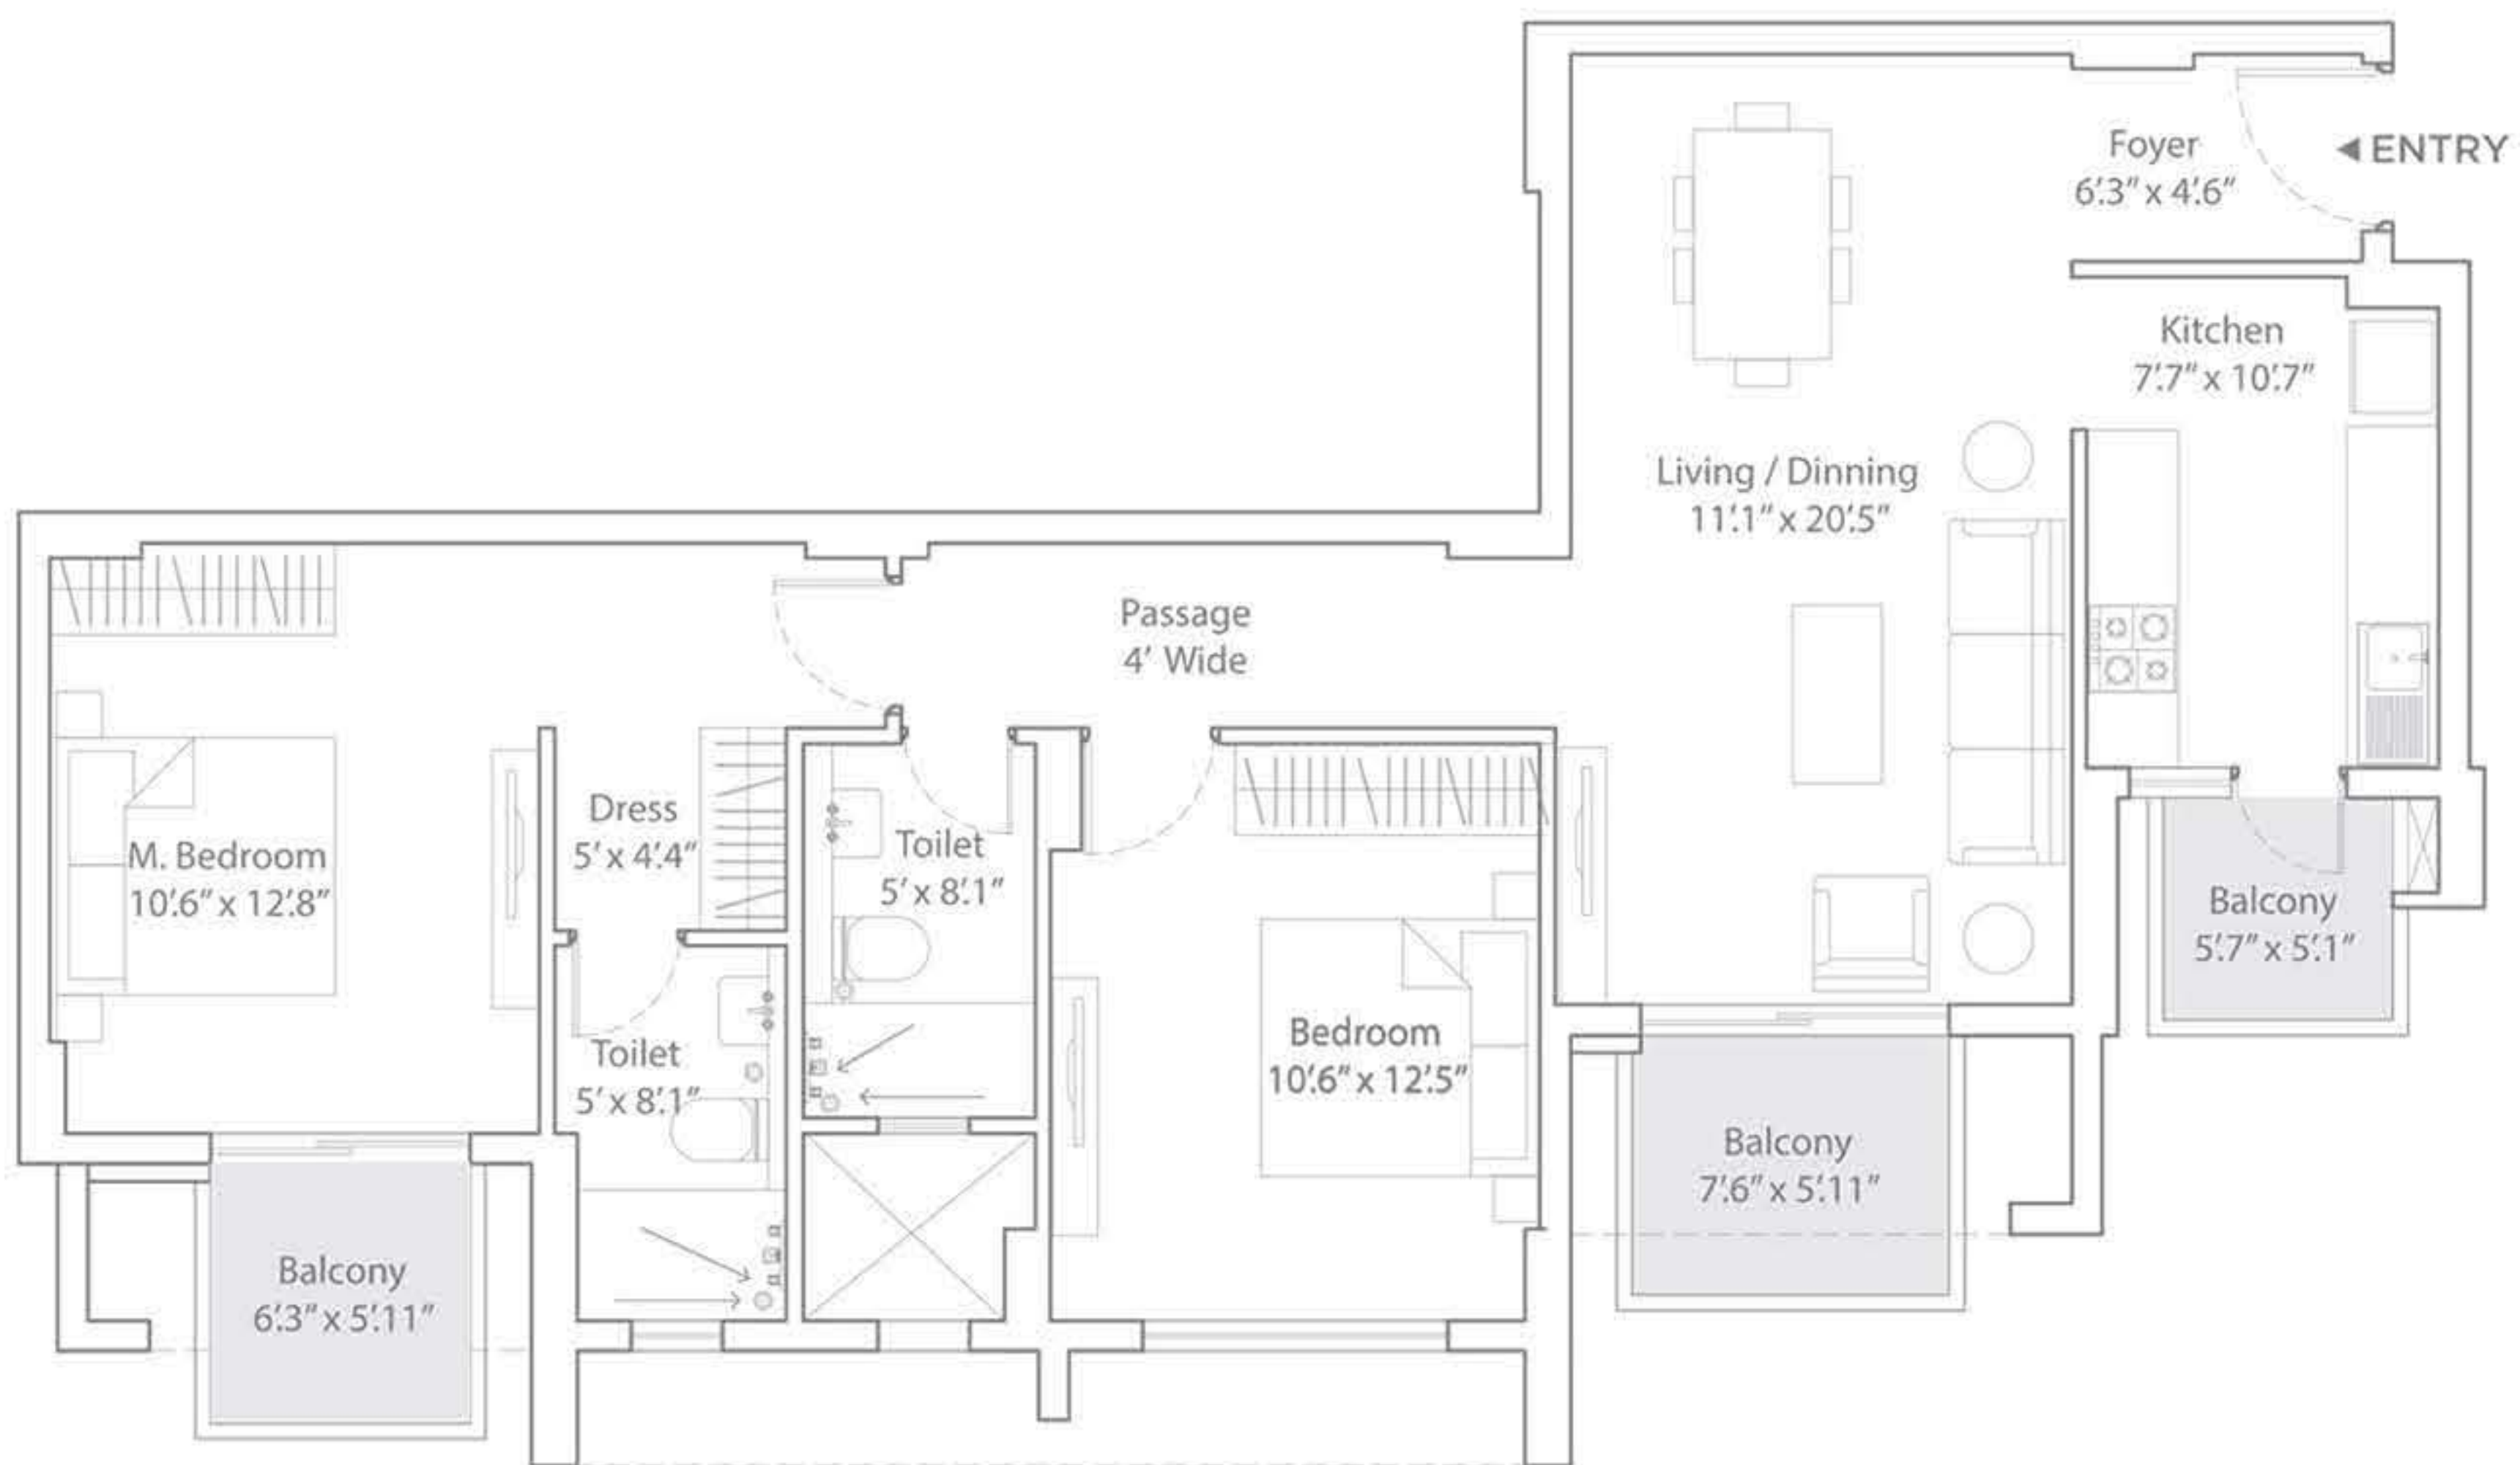 Foyer
6'3" x 4'6"
◀ ENTRY
Kitchen
7'7" x 10'7"
Living / Dinning
11'1" x 20'5"
Passage
4' Wide
Dress
5' x 4'4"
Toilet
5' x 8'1"
M. Bedroom
10'6" x 12'8"
Balcony
5'7" x 5'1"
Toilet
5' x 8'1"
Bedroom
10'6" x 12'5"
Balcony
7'6" x 5'11"
Balcony
6'3" x 5'11"